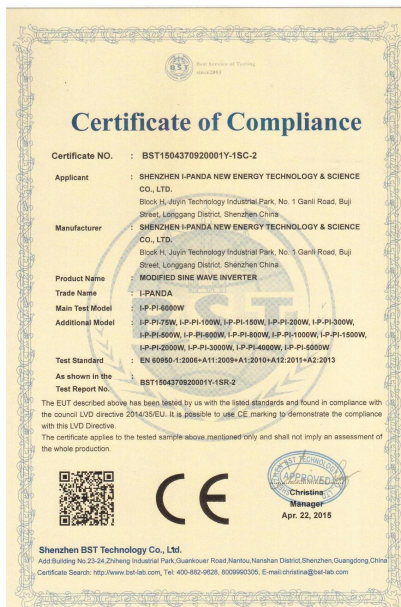 BST
Best Service of Testing
since2003
Certificate of Compliance
Certificate NO. : BST1504370920001Y-1SC-2
Applicant : SHENZHEN I-PANDA NEW ENERGY TECHNOLOGY & SCIENCE
CO., LTD.
Block H, Juyin Technology Industrial Park, No. 1 Ganli Road, Buji
Street, Longgang District, Shenzhen China
Manufacturer : SHENZHEN I-PANDA NEW ENERGY TECHNOLOGY & SCIENCE
CO., LTD.
Block H, Juyin Technology Industrial Park, No. 1 Ganli Road, Buji
Street, Longgang District, Shenzhen China
Product Name : MODIFIED SINE WAVE INVERTER
Trade Name : I-PANDA
Main Test Model : I-P-PI-6000W
Additional Model : I-P-PI-75W, I-P-PI-100W, I-P-PI-150W, I-P-PI-200W, I-P-PI-300W,
I-P-PI-500W, I-P-PI-600W, I-P-PI-800W, I-P-PI-1000W, I-P-PI-1500W,
I-P-PI-2000W, I-P-PI-3000W, I-P-PI-4000W, I-P-PI-5000W
Test Standard : EN 60950-1:2006+A11:2009+A1:2010+A12:2011+A2:2013
As shown in the :
Test Report No. BST1504370920001Y-1SR-2
The EUT described above has been tested by us with the listed standards and found in compliance with
the council LVD directive 2014/35/EU. It is possible to use CE marking to demonstrate the compliance
with this LVD Directive.
The certificate applies to the tested sample above mentioned only and shall not imply an assessment of
the whole production.
BST
CE
APPROVED
Christina
Manager
Apr. 22, 2015
Shenzhen BST Technology Co., Ltd.
Add:Building No.23-24,Zhiheng Industrial Park,Guankouer Road,Nantou,Nanshan District,Shenzhen,Guangdong,China
Certificate Search: http://www.bst-lab.com, Tel: 400-882-9628, 8009990305, E-mail:christina@bst-lab.com